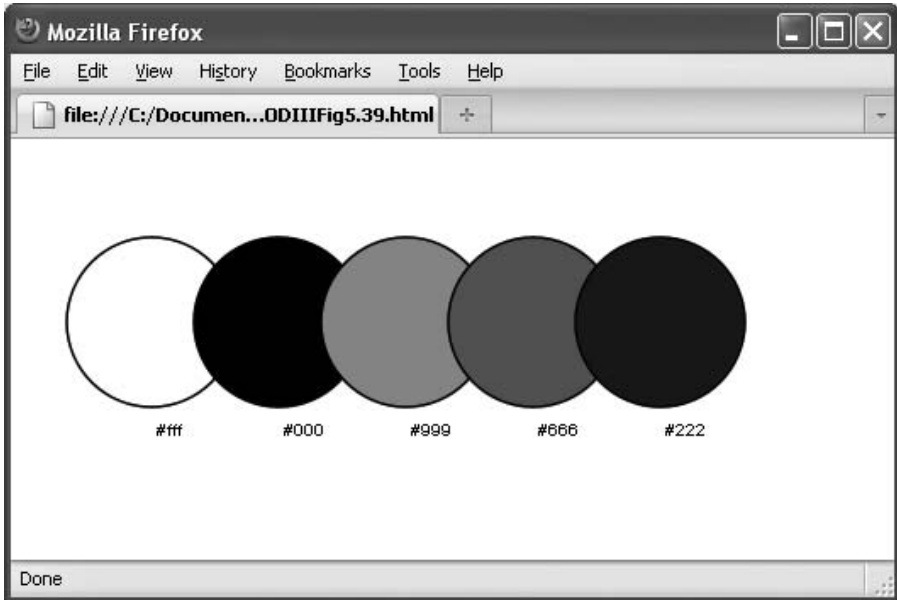 Mozilla Firefox
File Edit View History Bookmarks Tools Help
file:///C:/Documen...ODIIIFig5.39.html
#fff #000 #999 #666 #222
Done